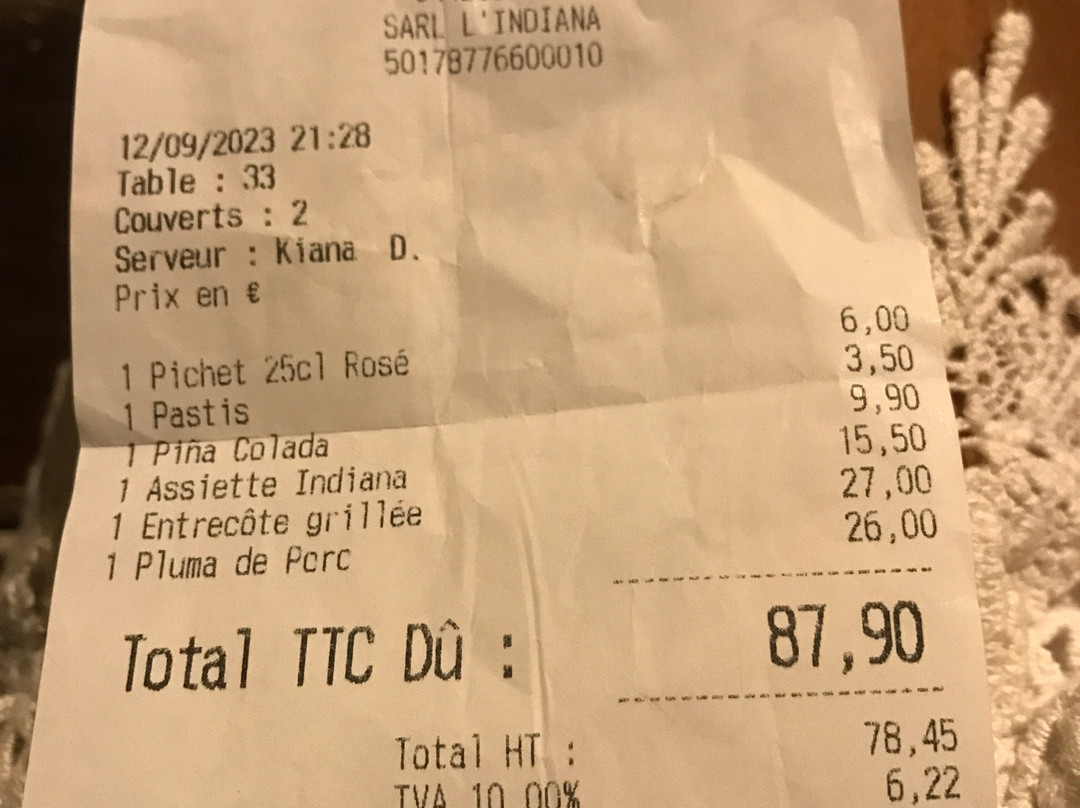 SARL L'INDIANA
50178776600010
12/09/2023 21:28
Table : 33
Couverts : 2
Serveur : Kiana D.
Prix en €
1 Pichet 25cl Rosé 6,00
1 Pastis 3,50
1 Piña Colada 9,90
1 Assiette Indiana 15,50
1 Entrecôte grillée 27,00
1 Pluma de Porc 26,00
Total TTC Dû : 87,90
Total HT : 78,45
TVA 10,00% 6,22